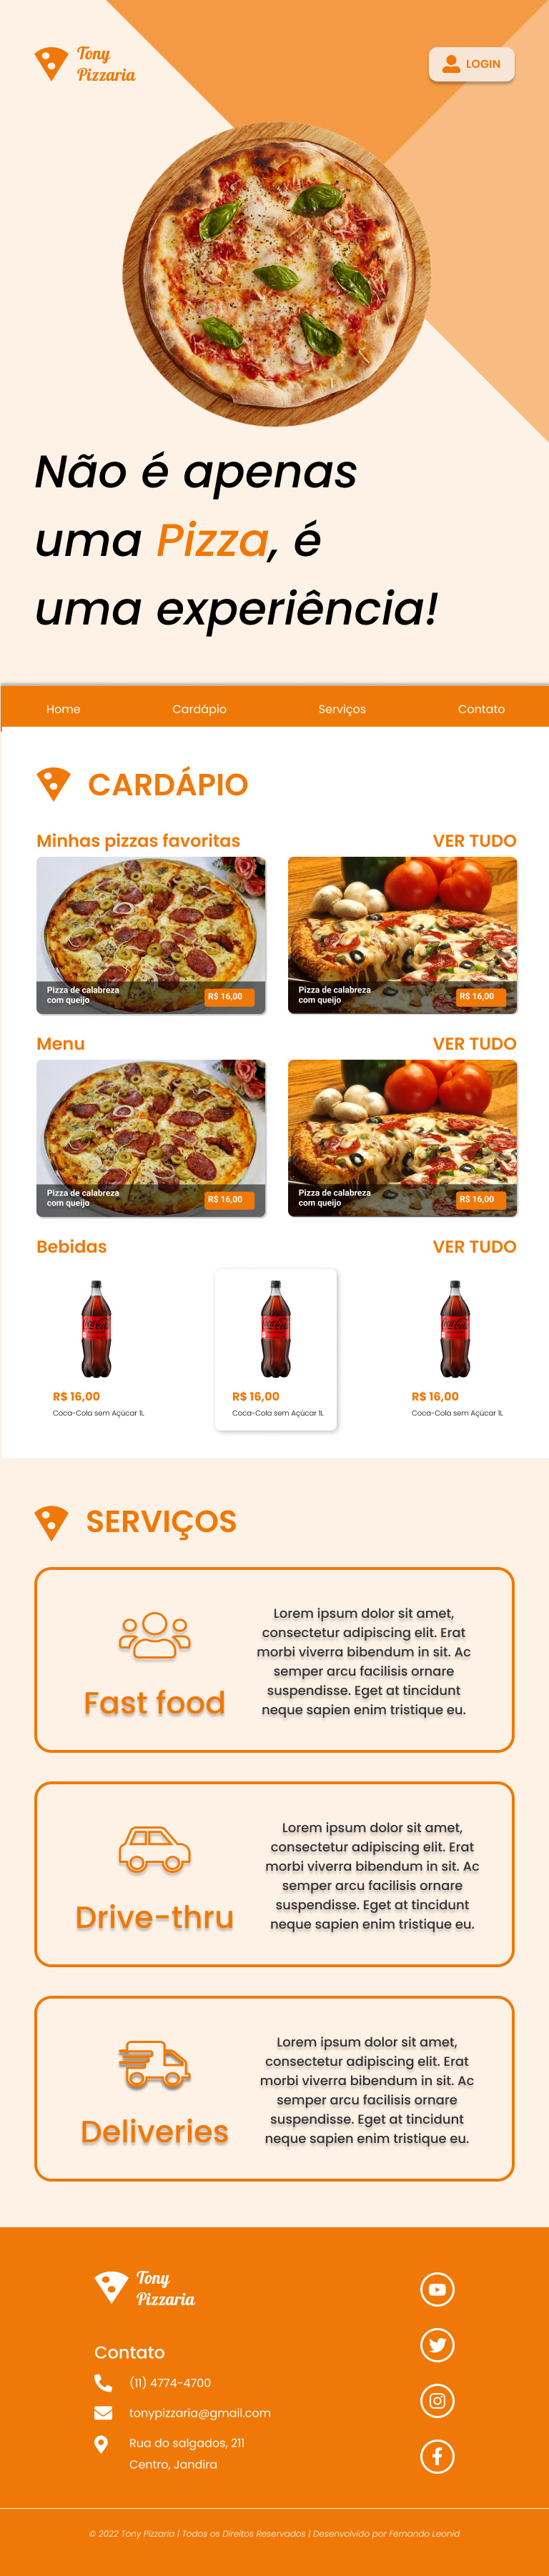 Tony
Pizzaria
LOGIN
Não é apenas
uma Pizza, é
uma experiência!
Home Cardápio Serviços Contato
CARDÁPIO
Minhas pizzas favoritas VER TUDO
Pizza de calabreza
com queijo
R$ 16,00
Pizza de calabreza
com queijo
R$ 16,00
Menu VER TUDO
Pizza de calabreza
com queijo
R$ 16,00
Pizza de calabreza
com queijo
R$ 16,00
Bebidas VER TUDO
Coca-Cola
Coca-Cola
Coca-Cola
R$ 16,00 R$ 16,00 R$ 16,00
Coca-Cola sem Açúcar 1L Coca-Cola sem Açúcar 1L Coca-Cola sem Açúcar 1L
SERVIÇOS
Fast food
Lorem ipsum dolor sit amet,
consectetur adipiscing elit. Erat
morbi viverra bibendum in sit. Ac
semper arcu facilisis ornare
suspendisse. Eget at tincidunt
neque sapien enim tristique eu.
Drive-thru
Lorem ipsum dolor sit amet,
consectetur adipiscing elit. Erat
morbi viverra bibendum in sit. Ac
semper arcu facilisis ornare
suspendisse. Eget at tincidunt
neque sapien enim tristique eu.
Deliveries
Lorem ipsum dolor sit amet,
consectetur adipiscing elit. Erat
morbi viverra bibendum in sit. Ac
semper arcu facilisis ornare
suspendisse. Eget at tincidunt
neque sapien enim tristique eu.
Tony
Pizzaria
Contato
(11) 4774-4700
tonypizzaria@gmail.com
Rua do salgados, 211
Centro, Jandira
© 2022 Tony Pizzaria | Todos os Direitos Reservados | Desenvolvido por Fernando Leonid